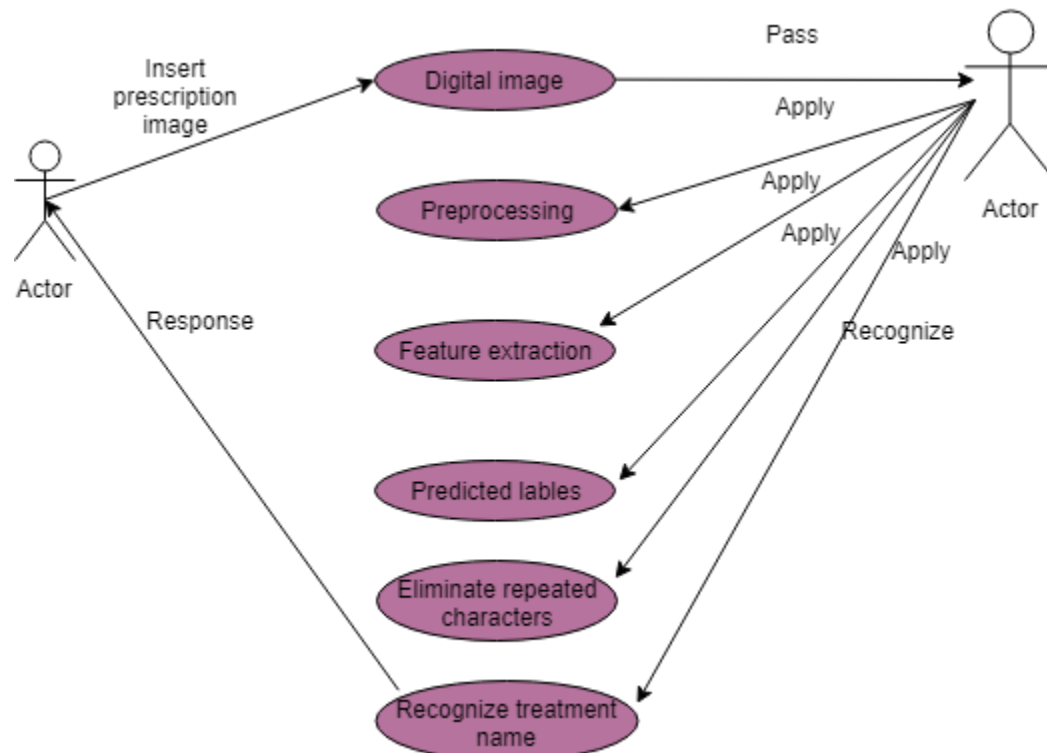 Pass
Insert
prescription
image
Digital image
Apply
Apply
Preprocessing
Actor
Apply
Apply
Actor
Response
Recognize
Feature extraction
Predicted lables
Eliminate repeated
characters
Recognize treatment
name